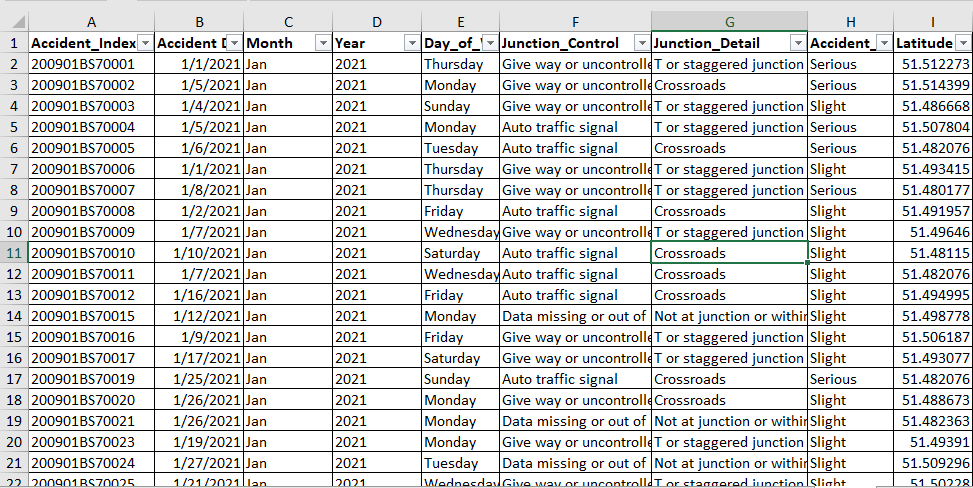 A B C D E F G H I
1 Accident_Index Accident D Month Year Day_of_ Junction_Control Junction_Detail Accident_ Latitude
2 200901BS70001 1/1/2021 Jan 2021 Thursday Give way or uncontrolle T or staggered junction Serious 51.512273
3 200901BS70002 1/5/2021 Jan 2021 Monday Give way or uncontrolle Crossroads Serious 51.514399
4 200901BS70003 1/4/2021 Jan 2021 Sunday Give way or uncontrolle T or staggered junction Slight 51.486668
5 200901BS70004 1/5/2021 Jan 2021 Monday Auto traffic signal T or staggered junction Serious 51.507804
6 200901BS70005 1/6/2021 Jan 2021 Tuesday Auto traffic signal Crossroads Serious 51.482076
7 200901BS70006 1/1/2021 Jan 2021 Thursday Give way or uncontrolle T or staggered junction Slight 51.493415
8 200901BS70007 1/8/2021 Jan 2021 Thursday Give way or uncontrolle T or staggered junction Serious 51.480177
9 200901BS70008 1/2/2021 Jan 2021 Friday Auto traffic signal Crossroads Slight 51.491957
10 200901BS70009 1/7/2021 Jan 2021 Wednesday Give way or uncontrolle T or staggered junction Slight 51.49646
11 200901BS70010 1/10/2021 Jan 2021 Saturday Auto traffic signal Crossroads Slight 51.48115
12 200901BS70011 1/7/2021 Jan 2021 Wednesday Auto traffic signal Crossroads Slight 51.482076
13 200901BS70012 1/16/2021 Jan 2021 Friday Auto traffic signal Crossroads Slight 51.494995
14 200901BS70015 1/12/2021 Jan 2021 Monday Data missing or out of Not at junction or within Slight 51.498778
15 200901BS70016 1/9/2021 Jan 2021 Friday Give way or uncontrolle T or staggered junction Slight 51.506187
16 200901BS70017 1/17/2021 Jan 2021 Saturday Give way or uncontrolle T or staggered junction Slight 51.493077
17 200901BS70019 1/25/2021 Jan 2021 Sunday Auto traffic signal Crossroads Serious 51.482076
18 200901BS70020 1/26/2021 Jan 2021 Monday Give way or uncontrolle Crossroads Slight 51.488673
19 200901BS70021 1/26/2021 Jan 2021 Monday Data missing or out of Not at junction or within Slight 51.482363
20 200901BS70023 1/19/2021 Jan 2021 Monday Give way or uncontrolle T or staggered junction Slight 51.49391
21 200901BS70024 1/27/2021 Jan 2021 Tuesday Data missing or out of Not at junction or within Slight 51.509296
22 200901BS70025 1/21/2021 Jan 2021 Wednesday Give way or uncontrolle T or staggered junction Slight 51.50228